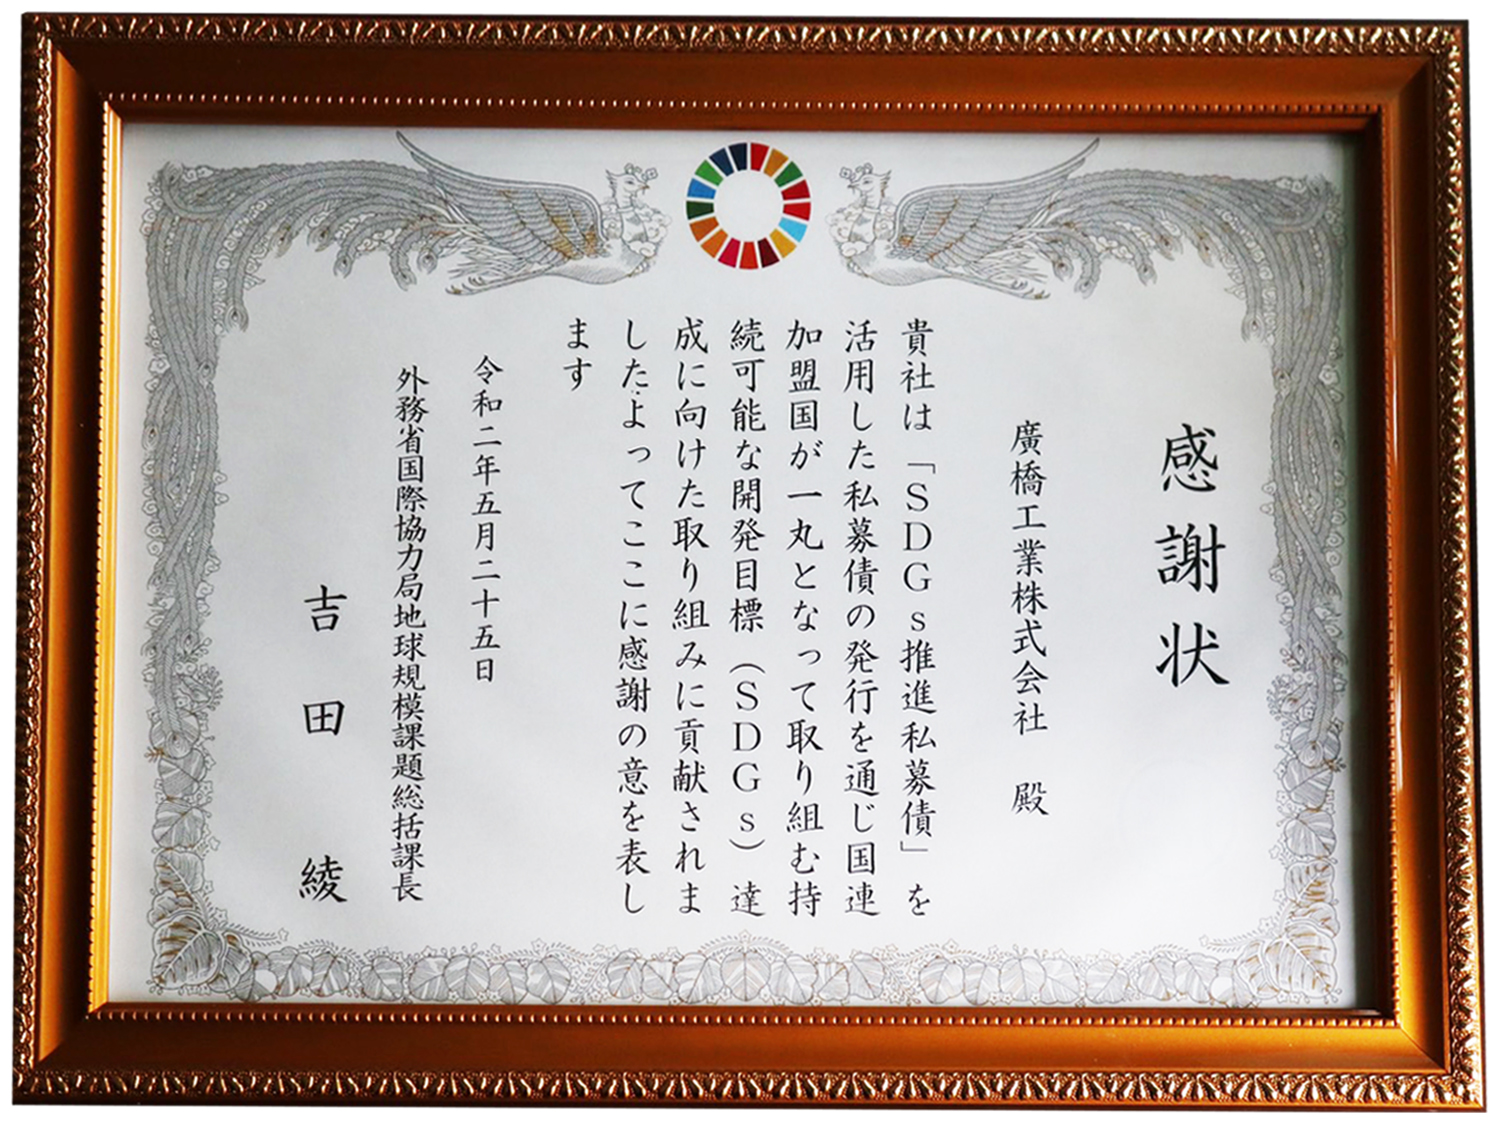 感謝状
廣橋工業株式会社 殿
貴社は「SDGs推進私募債」を
活用した私募債の発行を通じ国連
加盟国が一丸となって取り組む持
続可能な開発目標（SDGs）達
成に向けた取り組みに貢献されま
したよってここに感謝の意を表し
ます
令和二年五月二十五日
外務省国際協力局地球規模課題総括課長
吉田 綾